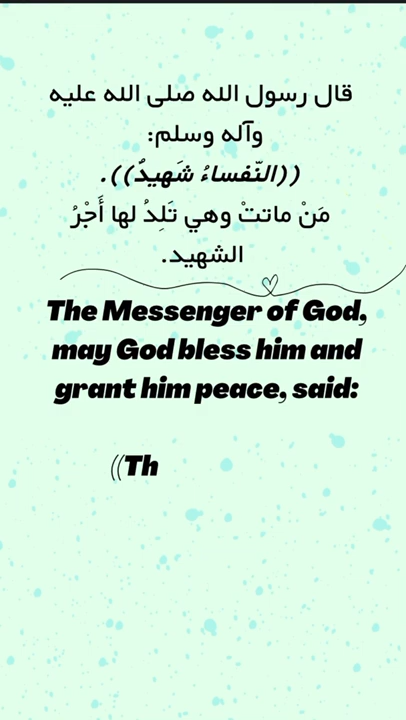 قال رسول الله صلى الله عليه
وآله وسلم:
((النّفساءُ شَهيدٌ)).
مَنْ ماتتْ وهي تَلِدُ لها أَجْرُ
الشهيد.
The Messenger of God,
may God bless him and
grant him peace, said:
((Th